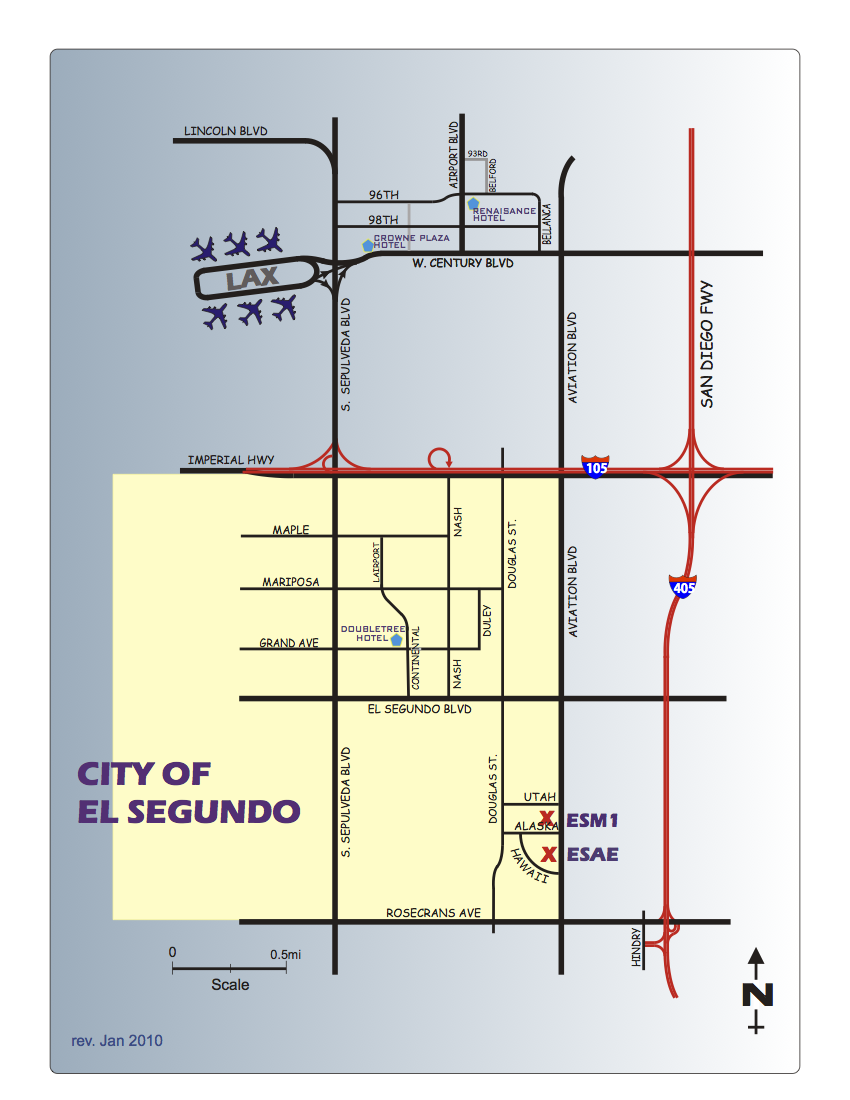 LINCOLN BLVD
AIRPORT BLVD
93RD
BELFORD
96TH
RENAISANCE
HOTEL
98TH
BELLANCA
CROWNE PLAZA
HOTEL
W. CENTURY BLVD
LAX
S. SEPULVEDA BLVD
AVIATION BLVD
SAN DIEGO FWY
IMPERIAL HWY
105
MAPLE
NASH
DOUGLAS ST.
LAIRPORT
AVIATION BLVD
MARIPOSA
405
DULEY
DOUBLETREE
HOTEL
GRAND AVE
CONTINENTAL
NASH
EL SEGUNDO BLVD
CITY OF
EL SEGUNDO
S. SEPULVEDA BLVD
DOUGLAS ST.
UTAH
X ESM1
ALASKA
X ESAE
HAWAII
ROSECRANS AVE
HINDRY
0 0.5mi
Scale
N
rev. Jan 2010